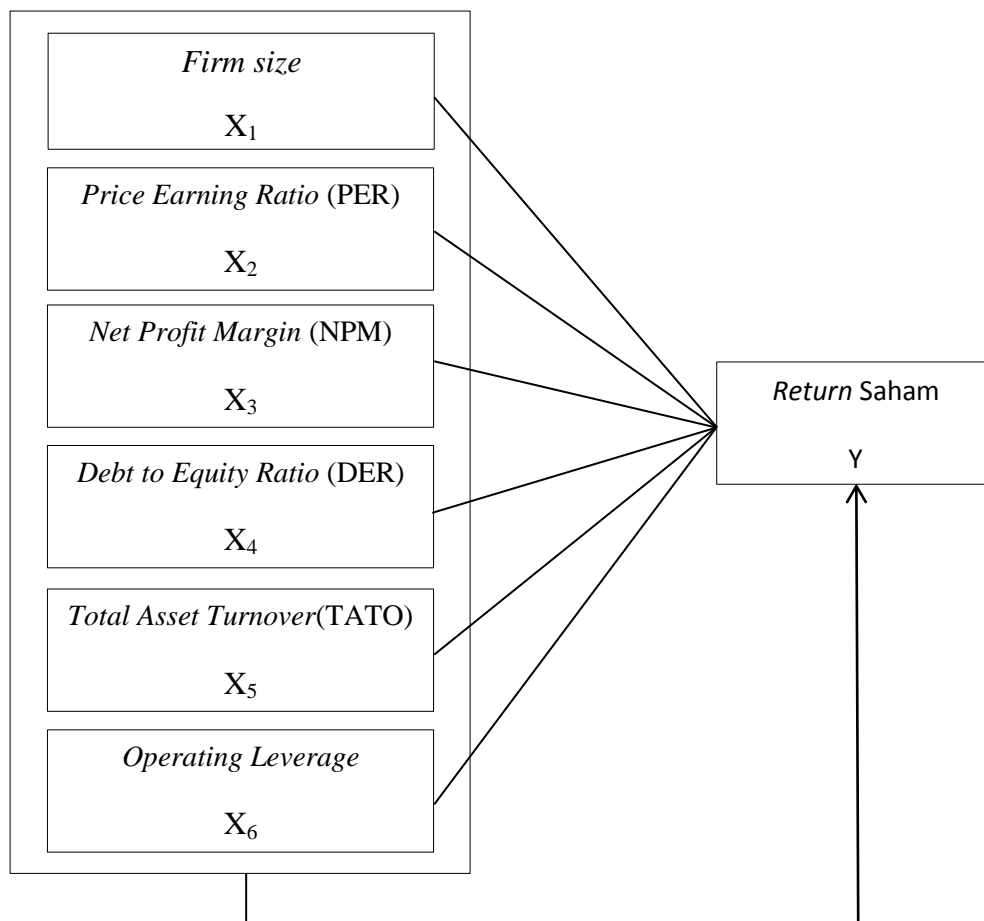 Firm size
X₁
Price Earning Ratio (PER)
X₂
Net Profit Margin (NPM)
X₃
Debt to Equity Ratio (DER)
X₄
Total Asset Turnover(TATO)
X₅
Operating Leverage
X₆
Return Saham
Y